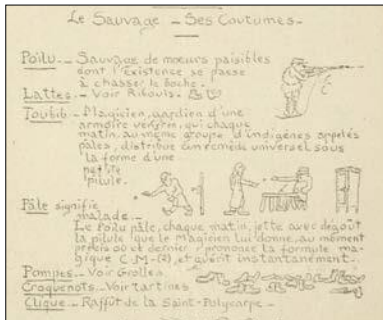 Le Sauvage - Ses Coutumes -
Poilu. - Sauvage de moeurs paisibles
dont l'existence se passe
à chasser le boche.
Lattes. - Voir Ribouis.
Toubib. - Magicien, gardien d'une
armoire, qui chaque
matin, au même groupe d'indigènes appelés
pâles, distribue un remède universel sous
la forme d'une
petite
pilule.
Pâle signifie
malade. -
Le Poilu pâle, chaque matin, jette avec dégoût
la pilule que le Magicien lui donne, au moment
précis où ce dernier prononce la formule ma-
gique C-M-(2), et guérit instantanément. -
Pompes. - Voir Grolles
Croquenots. - Voir tartines
Clique. - Raffût de la Saint-Polycarpe -